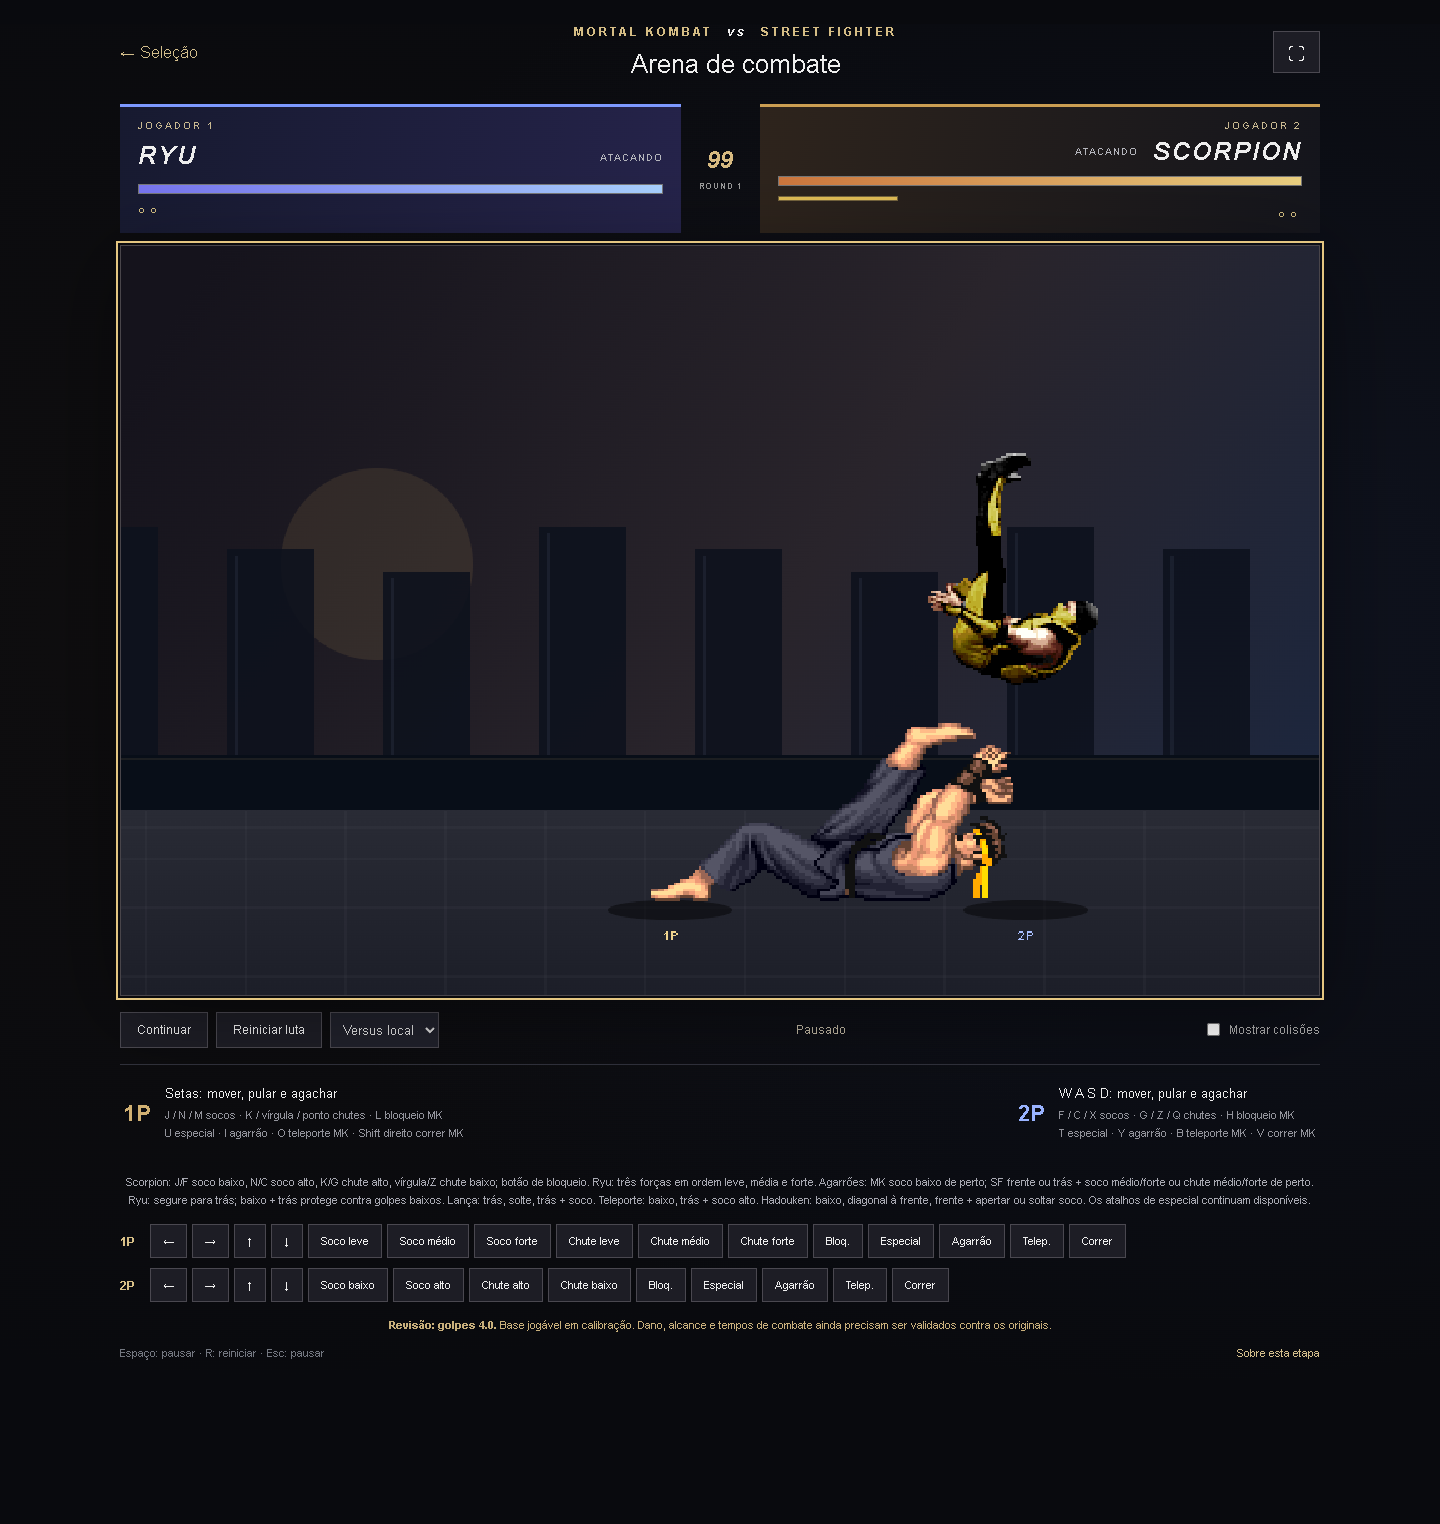 MORTAL KOMBAT VS STREET FIGHTER
← Seleção
Arena de combate
JOGADOR 1
RYU
ATACANDO
99
ROUND 1
JOGADOR 2
ATACANDO
SCORPION
1P
2P
Continuar
Reiniciar luta
Versus local
Pausado
Mostrar colisões
1P
Setas: mover, pular e agachar
J / N / M socos · K / vírgula / ponto chutes · L bloqueio MK
U especial · I agarrão · O teleporte MK · Shift direito correr MK
2P
W A S D: mover, pular e agachar
F / C / X socos · G / Z / Q chutes · H bloqueio MK
T especial · Y agarrão · B teleporte MK · V correr MK
Scorpion: J/F soco baixo, N/C soco alto, K/G chute alto, vírgula/Z chute baixo; botão de bloqueio. Ryu: três forças em ordem leve, média e forte. Agarrões: MK soco baixo de perto; SF frente ou trás + soco médio/forte ou chute médio/forte de perto.
Ryu: segure para trás; baixo + trás protege contra golpes baixos. Lança: trás, solte, trás + soco. Teleporte: baixo, trás + soco alto. Hadouken: baixo, diagonal à frente, frente + apertar ou soltar soco. Os atalhos de especial continuam disponíveis.
1P ← → ↑ ↓ Soco leve Soco médio Soco forte Chute leve Chute médio Chute forte Bloq. Especial Agarrão Telep. Correr
2P ← → ↑ ↓ Soco baixo Soco alto Chute alto Chute baixo Bloq. Especial Agarrão Telep. Correr
Revisão: golpes 4.0. Base jogável em calibração. Dano, alcance e tempos de combate ainda precisam ser validados contra os originais.
Espaço: pausar · R: reiniciar · Esc: pausar
Sobre esta etapa